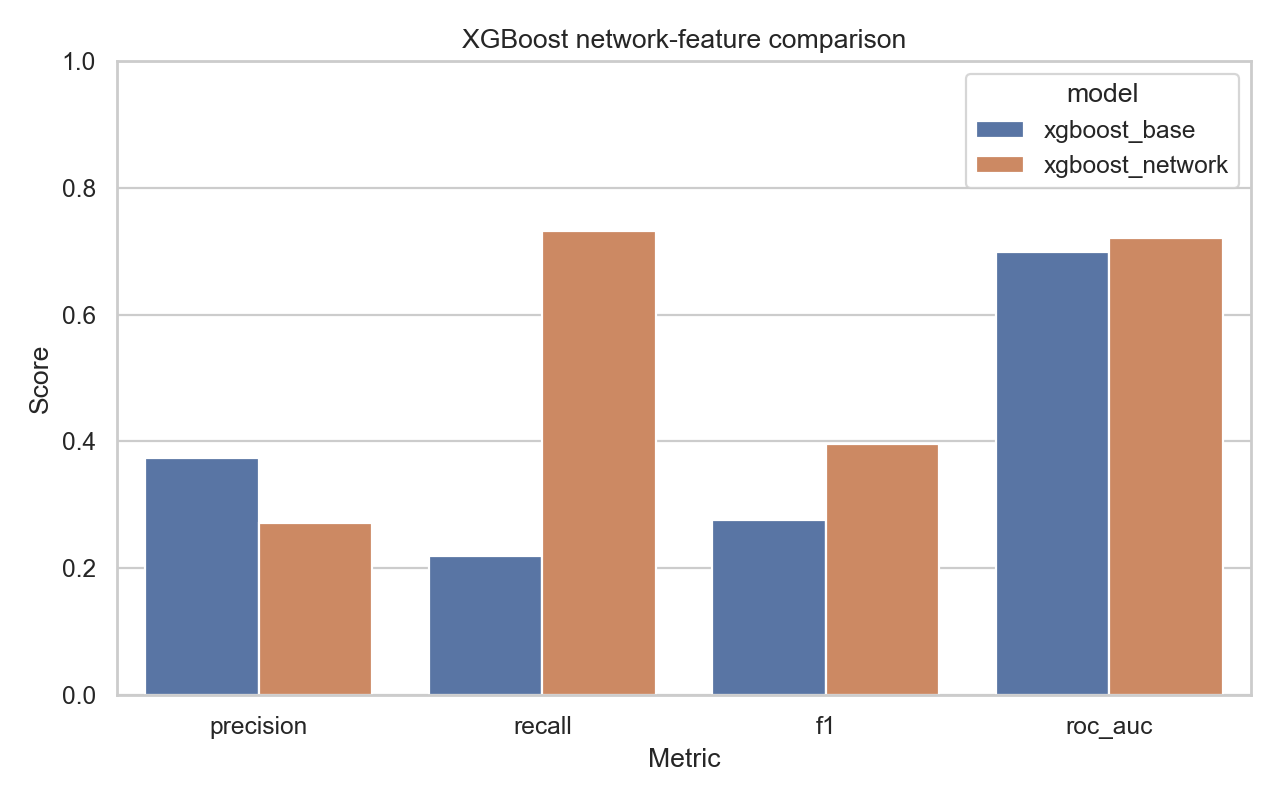 XGBoost network-feature comparison
1.0
0.8
0.6
0.4
0.2
0.0
Score
model
xgboost_base
xgboost_network
precision
recall
f1
roc_auc
Metric